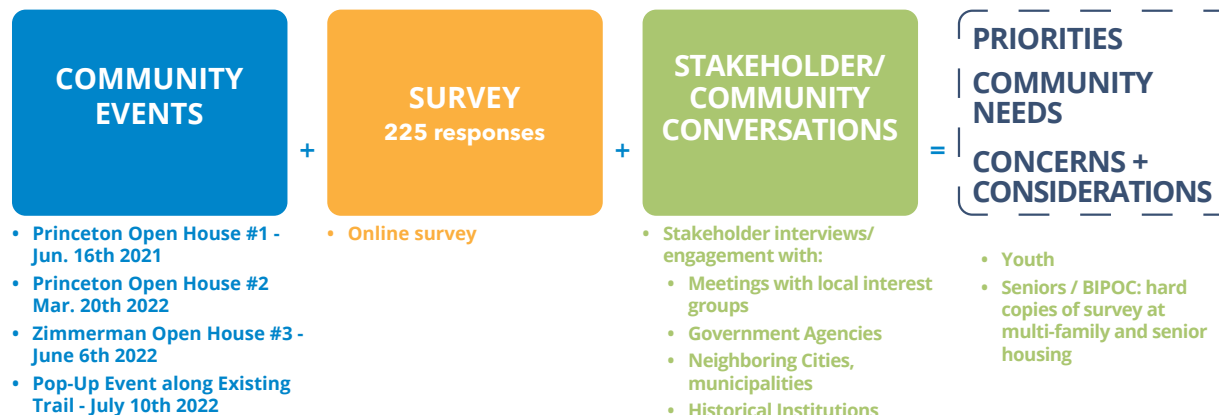 COMMUNITY
EVENTS
+
SURVEY
225 responses
+
STAKEHOLDER/
COMMUNITY
CONVERSATIONS
=
PRIORITIES
COMMUNITY
NEEDS
CONCERNS +
CONSIDERATIONS
• Princeton Open House #1 -
Jun. 16th 2021
• Princeton Open House #2
Mar. 20th 2022
• Zimmerman Open House #3 -
June 6th 2022
• Pop-Up Event along Existing
Trail - July 10th 2022
• Online survey
• Stakeholder interviews/
engagement with:
• Meetings with local interest
groups
• Government Agencies
• Neighboring Cities,
municipalities
• Historical Institutions
• Youth
• Seniors / BIPOC: hard
copies of survey at
multi-family and senior
housing